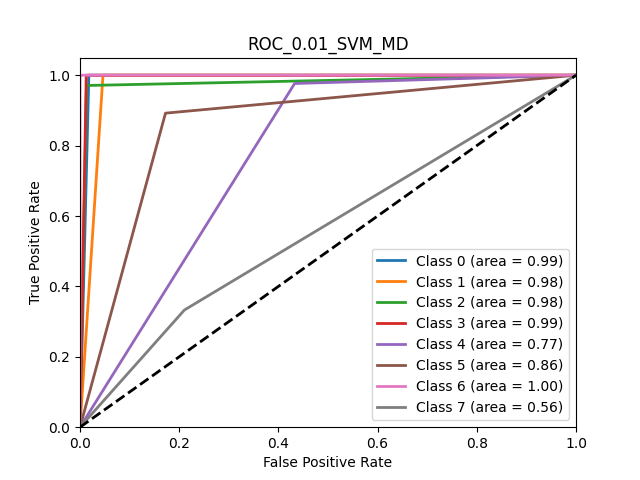 ROC_0.01_SVM_MD
1.0
0.8
0.6
0.4
0.2
0.0
True Positive Rate
Class 0 (area = 0.99)
Class 1 (area = 0.98)
Class 2 (area = 0.98)
Class 3 (area = 0.99)
Class 4 (area = 0.77)
Class 5 (area = 0.86)
Class 6 (area = 1.00)
Class 7 (area = 0.56)
0.0 0.2 0.4 0.6 0.8 1.0
False Positive Rate